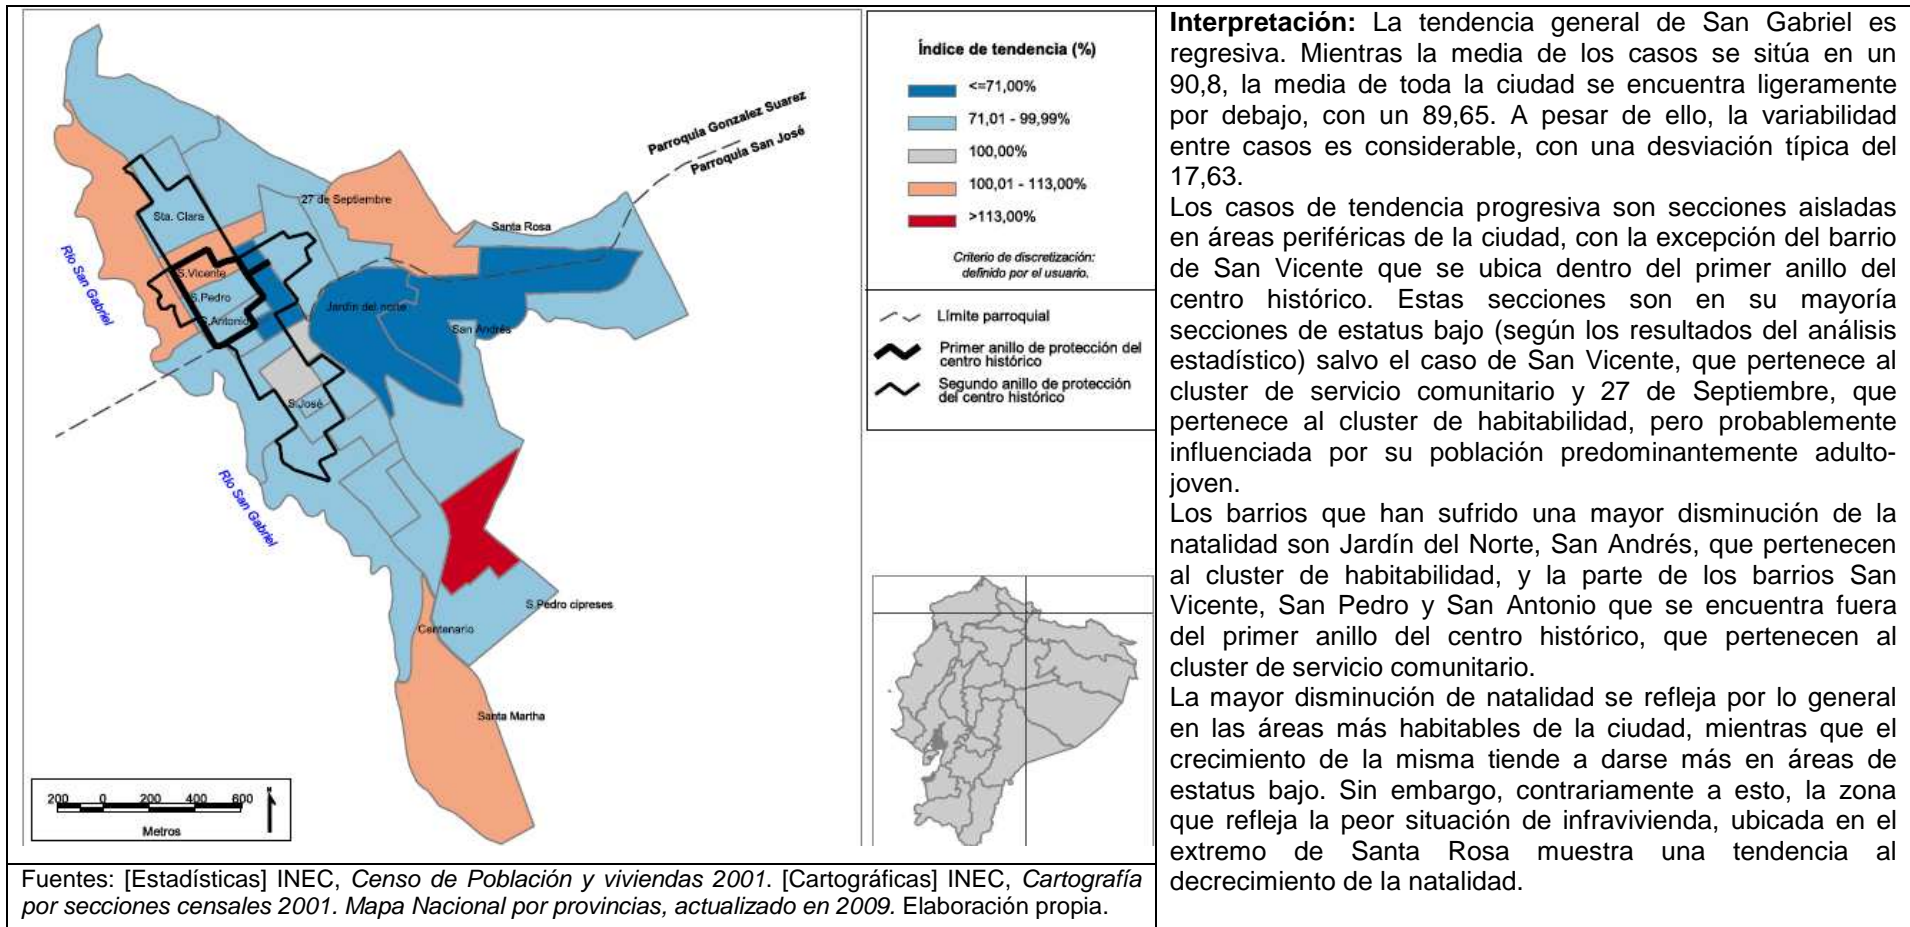 Índice de tendencia (%)
<=71,00%
71,01 - 99,99%
100,00%
100,01 - 113,00%
>113,00%
Criterio de discretización:
definido por el usuario.
Límite parroquial
Primer anillo de protección del
centro histórico
Segundo anillo de protección
del centro histórico
Parroquia Gonzalez Suarez
Parroquia San José
27 de Septiembre
Sta. Clara
Santa Rosa
Río San Gabriel
S.Vicente
S.Pedro
S.Antonio
Jardín del norte
San Andrés
S.José
Río San Gabriel
S.Pedro cipreses
Centenario
Santa Martha
200 0 200 400 600
N
Metros
Fuentes: [Estadísticas] INEC, Censo de Población y viviendas 2001. [Cartográficas] INEC, Cartografía
por secciones censales 2001. Mapa Nacional por provincias, actualizado en 2009. Elaboración propia.
Interpretación: La tendencia general de San Gabriel es
regresiva. Mientras la media de los casos se sitúa en un
90,8, la media de toda la ciudad se encuentra ligeramente
por debajo, con un 89,65. A pesar de ello, la variabilidad
entre casos es considerable, con una desviación típica del
17,63.
Los casos de tendencia progresiva son secciones aisladas
en áreas periféricas de la ciudad, con la excepción del barrio
de San Vicente que se ubica dentro del primer anillo del
centro histórico. Estas secciones son en su mayoría
secciones de estatus bajo (según los resultados del análisis
estadístico) salvo el caso de San Vicente, que pertenece al
cluster de servicio comunitario y 27 de Septiembre, que
pertenece al cluster de habitabilidad, pero probablemente
influenciada por su población predominantemente adulto-
joven.
Los barrios que han sufrido una mayor disminución de la
natalidad son Jardín del Norte, San Andrés, que pertenecen
al cluster de habitabilidad, y la parte de los barrios San
Vicente, San Pedro y San Antonio que se encuentra fuera
del primer anillo del centro histórico, que pertenecen al
cluster de servicio comunitario.
La mayor disminución de natalidad se refleja por lo general
en las áreas más habitables de la ciudad, mientras que el
crecimiento de la misma tiende a darse más en áreas de
estatus bajo. Sin embargo, contrariamente a esto, la zona
que refleja la peor situación de infravivienda, ubicada en el
extremo de Santa Rosa muestra una tendencia al
decrecimiento de la natalidad.